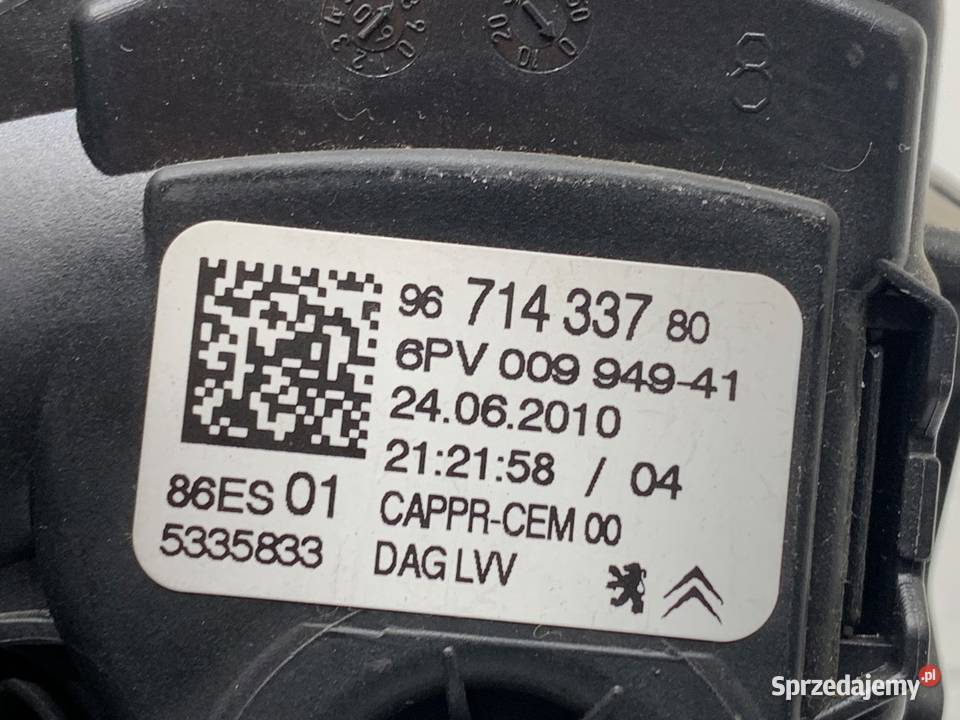 96 714 337 80
6PV 009 949-41
24.06.2010
21:21:58 / 04
86ES 01
CAPPR-CEM 00
5335833
DAG LVV
Sprzedajemy.pl